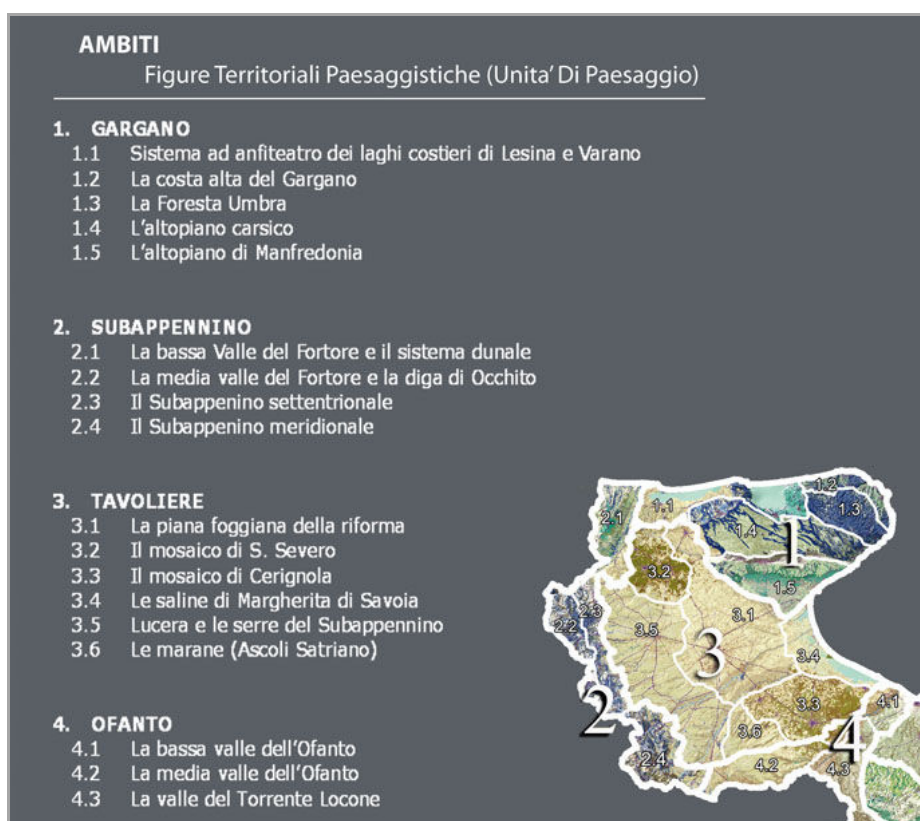 AMBITI
Figure Territoriali Paesaggistiche (Unita' Di Paesaggio)
1. GARGANO
1.1 Sistema ad anfiteatro dei laghi costieri di Lesina e Varano
1.2 La costa alta del Gargano
1.3 La Foresta Umbra
1.4 L'altopiano carsico
1.5 L'altopiano di Manfredonia
2. SUBAPPENNINO
2.1 La bassa Valle del Fortore e il sistema dunale
2.2 La media valle del Fortore e la diga di Occhito
2.3 Il Subappenino settentrionale
2.4 Il Subappenino meridionale
3. TAVOLIERE
3.1 La piana foggiana della riforma
3.2 Il mosaico di S. Severo
3.3 Il mosaico di Cerignola
3.4 Le saline di Margherita di Savoia
3.5 Lucera e le serre del Subappennino
3.6 Le marane (Ascoli Satriano)
4. OFANTO
4.1 La bassa valle dell'Ofanto
4.2 La media valle dell'Ofanto
4.3 La valle del Torrente Locone
1.2
1.1
1.3
2.1
1.4
1
3.2
1.5
2.3
3.1
2.2
3.5
3
3.4
2
3.3
4.1
3.6
4
2.4
4.2
4.3